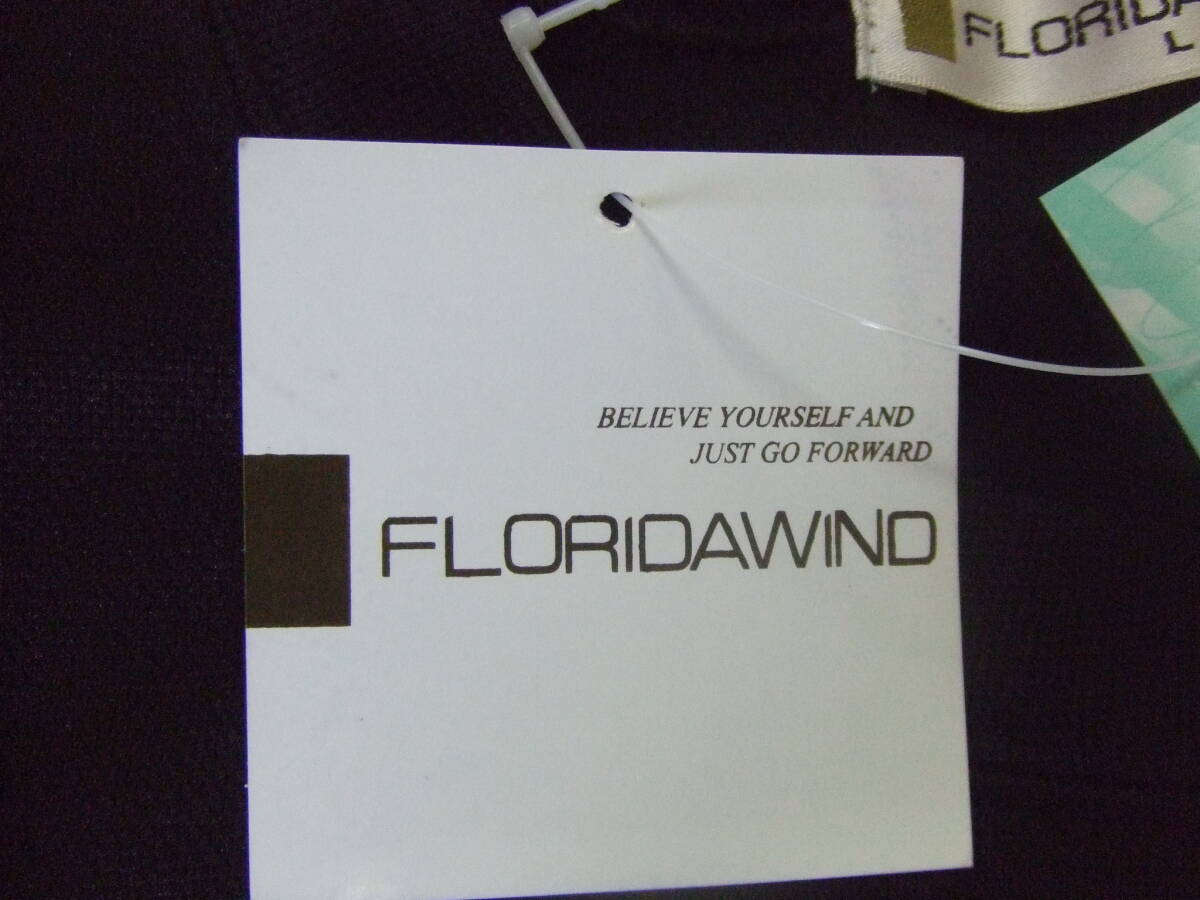 FLORIDA
L
BELIEVE YOURSELF AND
JUST GO FORWARD
FLORIDAWIND